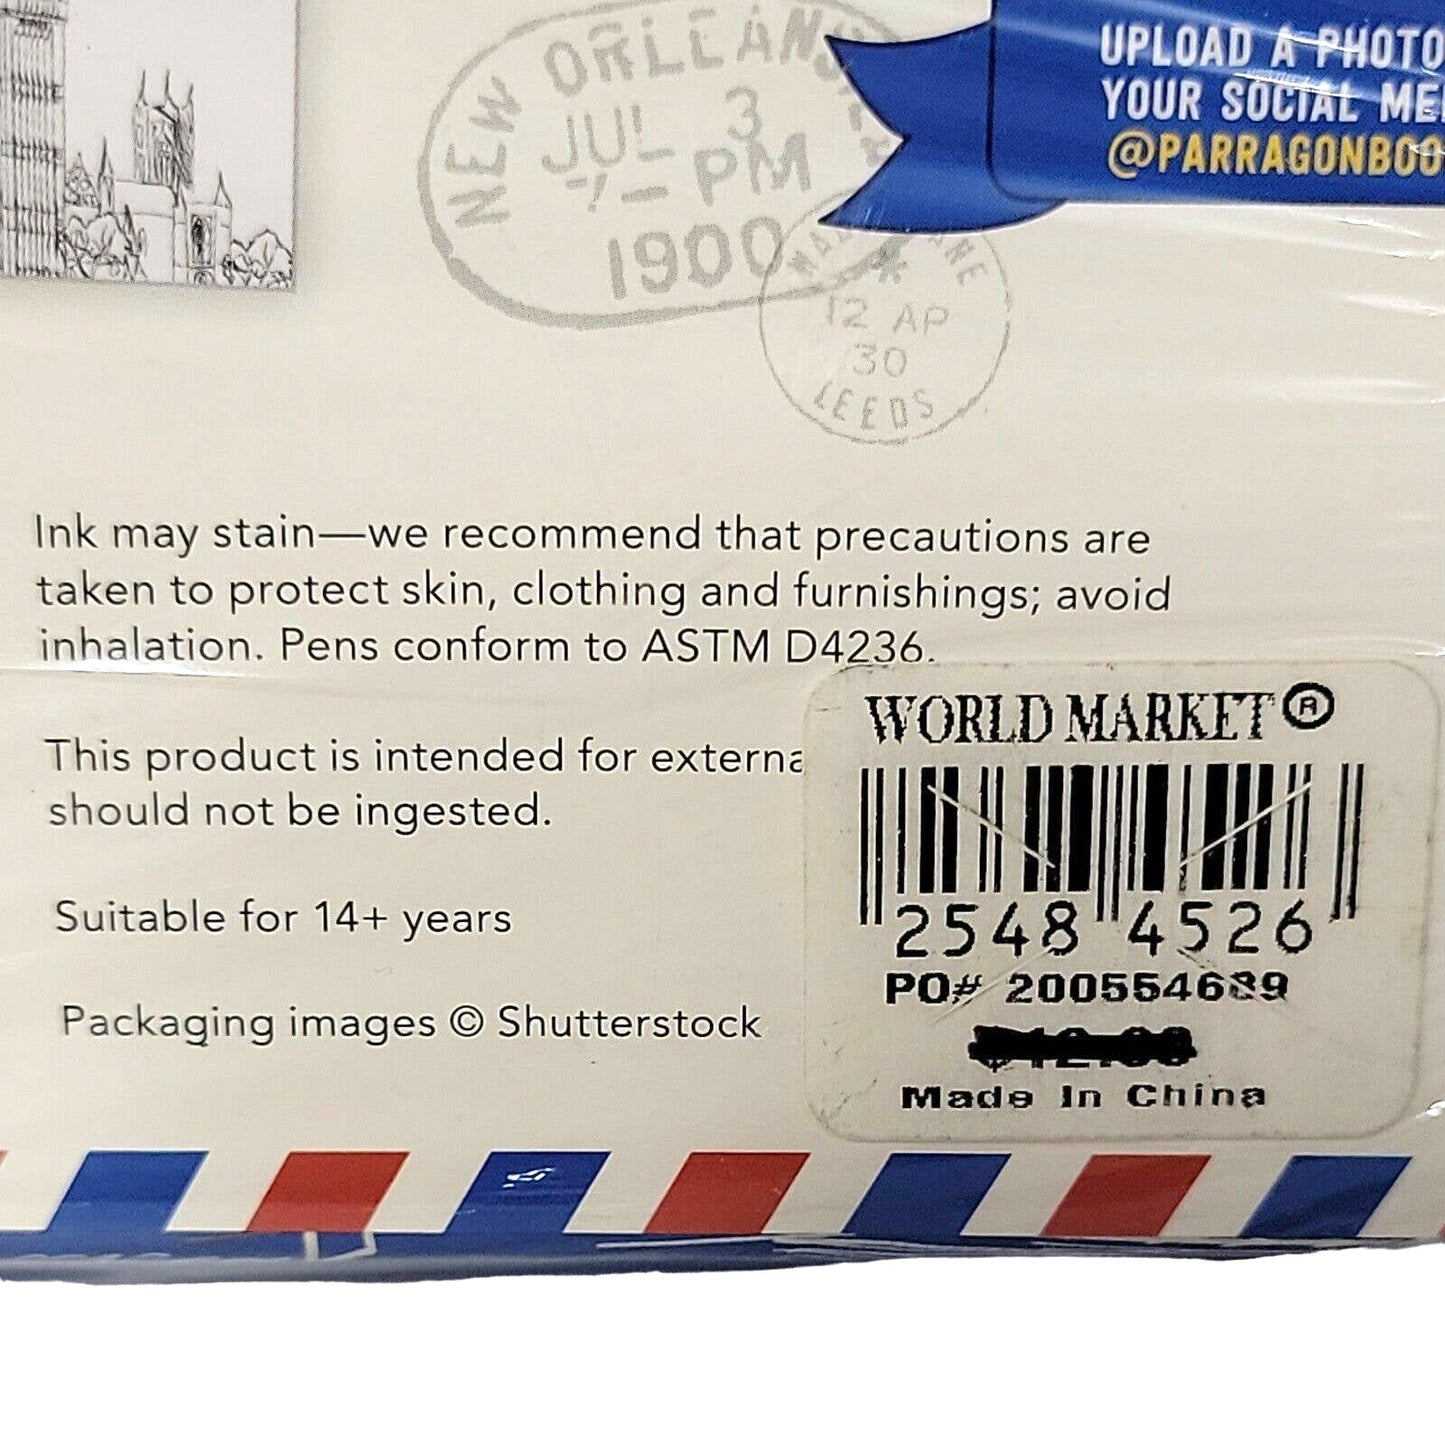 UPLOAD A PHOTO
YOUR SOCIAL ME
@PARRAGONBOO
NEW ORLEANS
JUL 3
7-PM
1900
12 AP
30
LEEDS
Ink may stain—we recommend that precautions are
taken to protect skin, clothing and furnishings; avoid
inhalation. Pens conform to ASTM D4236.
This product is intended for externa
should not be ingested.
Suitable for 14+ years
Packaging images © Shutterstock
WORLD MARKET®
2548 4526
PO# 200554689
Made In China